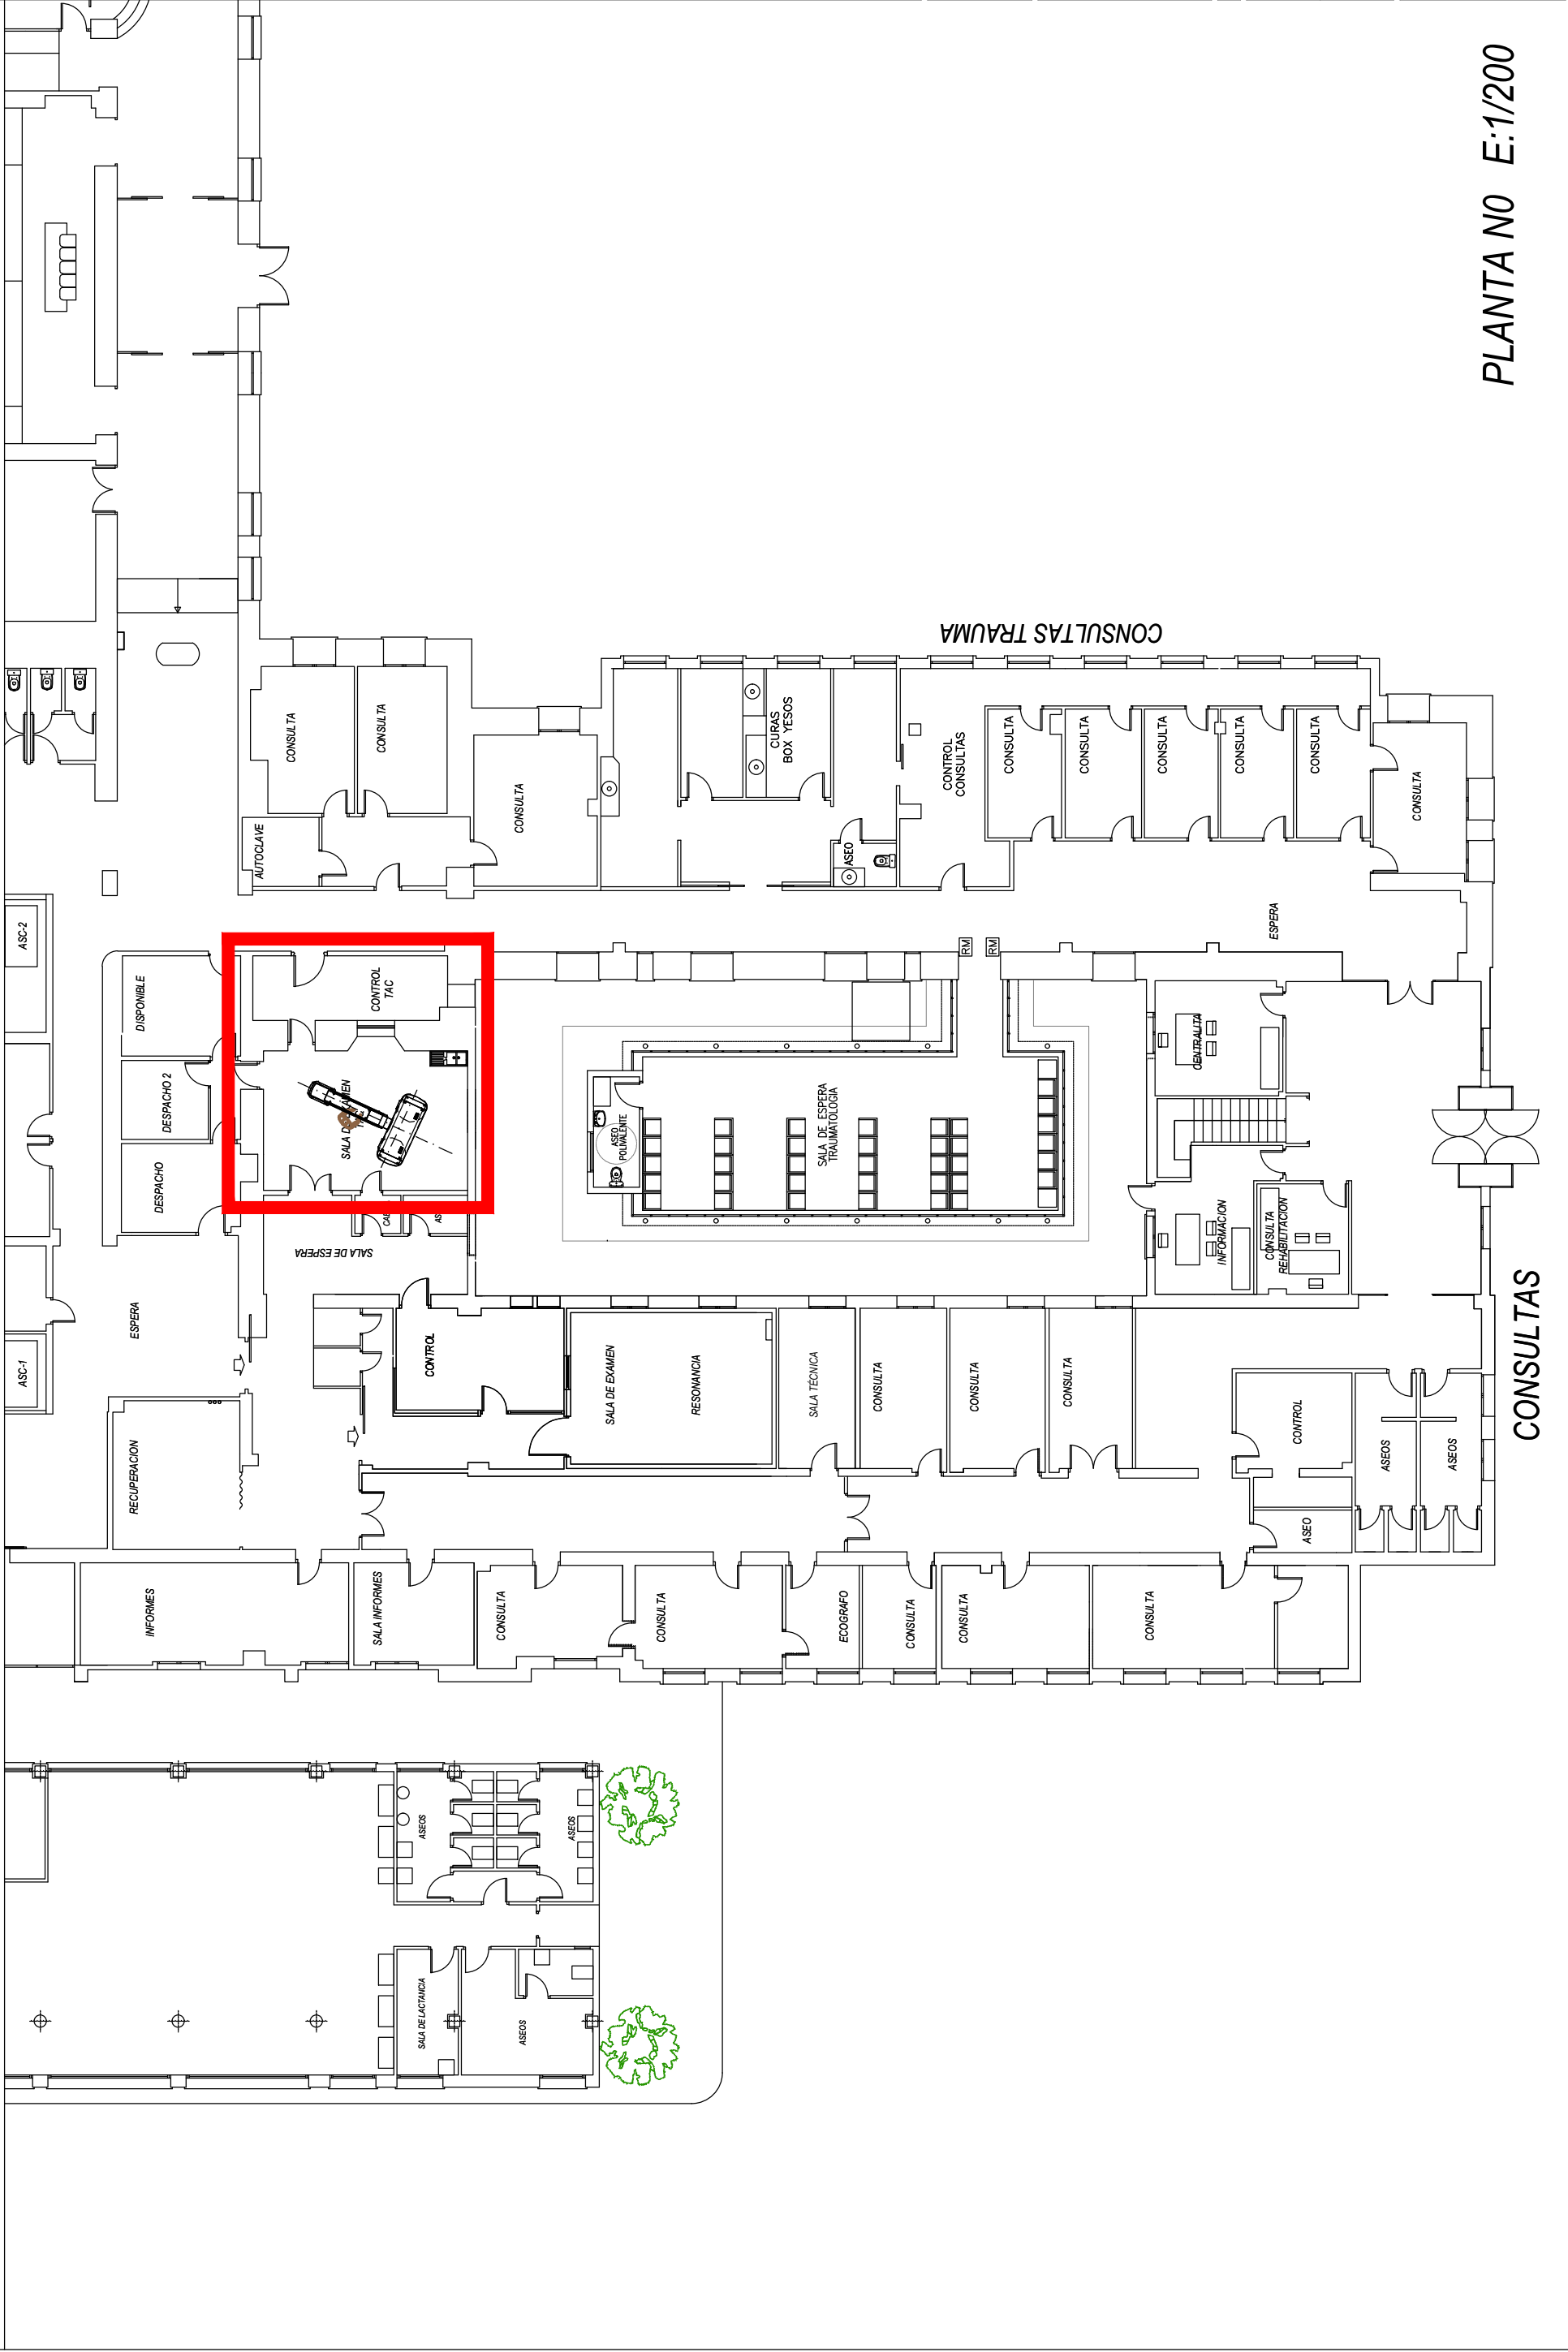 PLANTA N0 E:1/200
CONSULTAS TRAUMA
CONSULTAS
CONSULTA
CONSULTA
AUTOCLAVE
CONSULTA
CURAS
BOX YESOS
ASEO
CONTROL
CONSULTAS
CONSULTA
CONSULTA
CONSULTA
CONSULTA
CONSULTA
CONSULTA
ESPERA
RM
RM
ASC-2
DISPONIBLE
DESPACHO 2
DESPACHO
CONTROL
TAC
SALA DE EXÁMEN
SALA DE ESPERA
ASEO
POLIVALENTE
SALA DE ESPERA
TRAUMATOLOGIA
CENTRALITA
INFORMACION
CONSULTA
REHABILITACION
ASC-1
ESPERA
RECUPERACION
CONTROL
SALA DE EXAMEN
RESONANCIA
SALA TÉCNICA
CONSULTA
CONSULTA
CONSULTA
CONTROL
ASEOS
ASEOS
ASEO
INFORMES
SALA INFORMES
CONSULTA
CONSULTA
ECOGRAFO
CONSULTA
CONSULTA
CONSULTA
ASEOS
ASEOS
SALA DE LACTANCIA
ASEOS